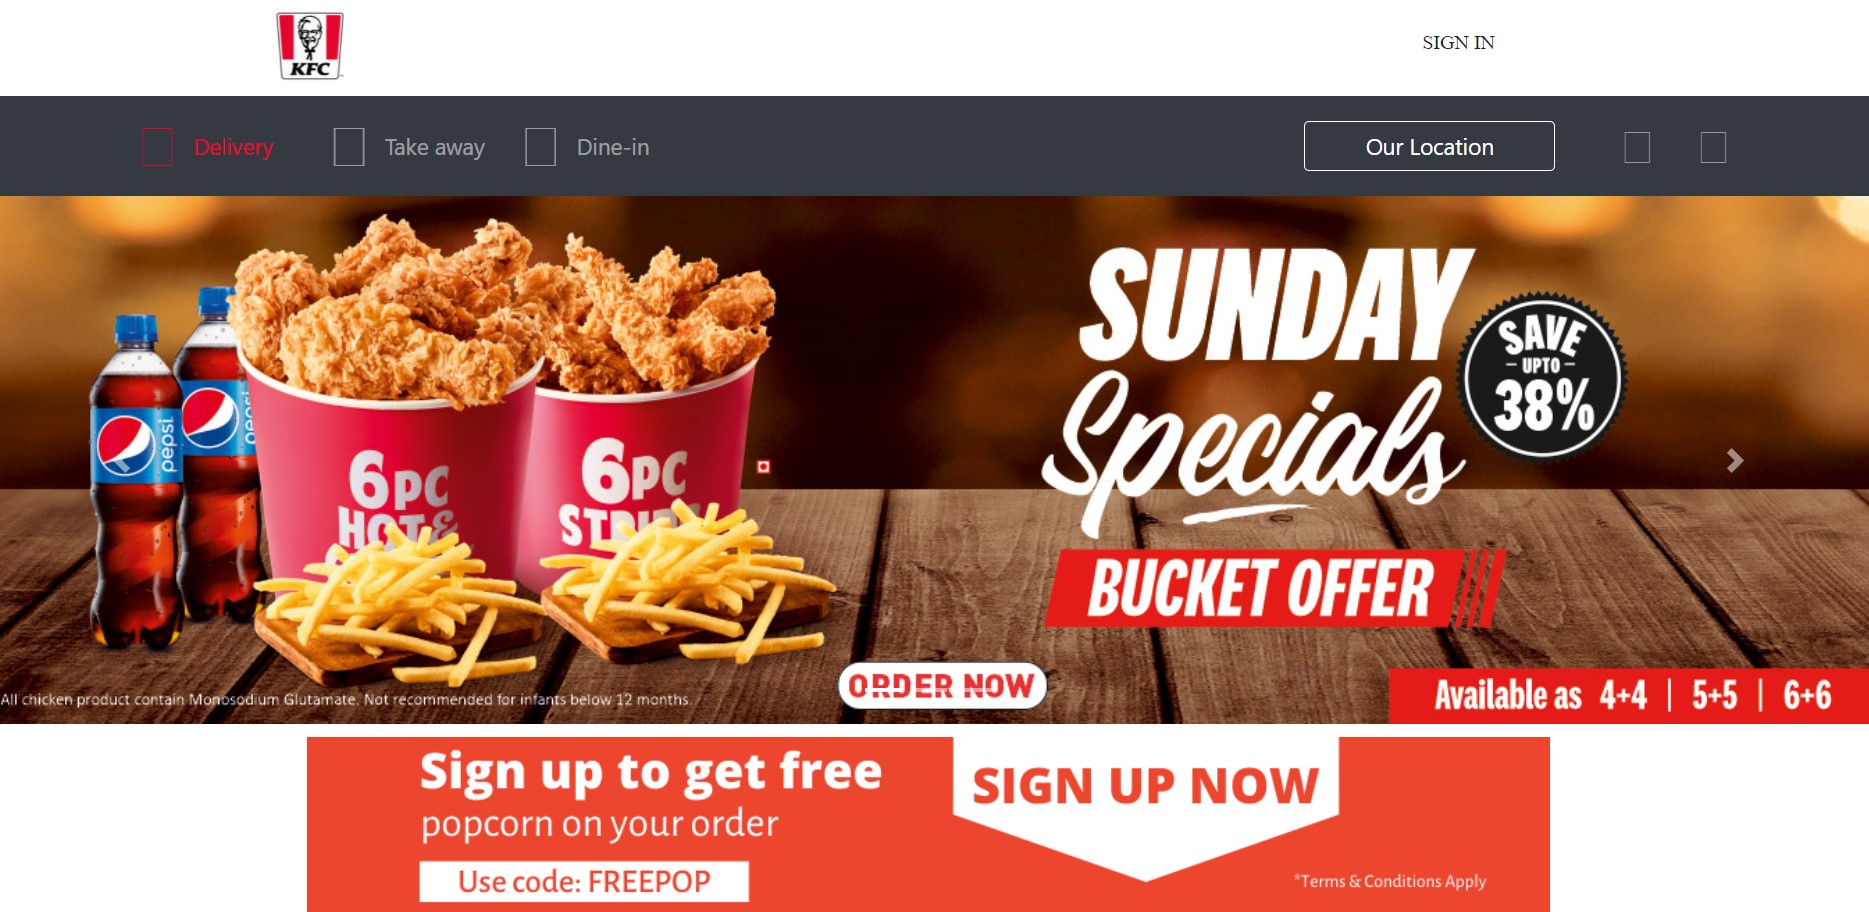 KFC
SIGN IN
Delivery
Take away
Dine-in
Our Location
SUNDAY
Specials
SAVE
UPTO
38%
BUCKET OFFER
pepsi
pepsi
6PC
HOT &
6PC
ORDER NOW
All chicken product contain Monosodium Glutamate. Not recommended for infants below 12 months.
Available as 4+4 | 5+5 | 6+6
Sign up to get free
popcorn on your order
Use code: FREEPOP
SIGN UP NOW
*Terms & Conditions Apply